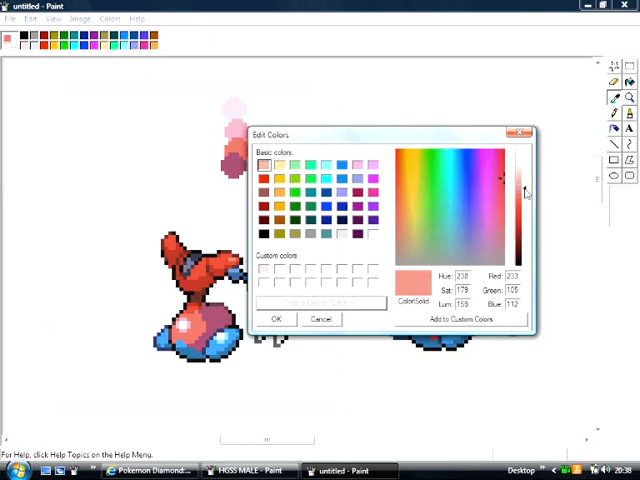 untitled - Paint
File Edit View Image Colors Help
Edit Colors
Basic colors:
Custom colors:
Hue: 238 Red: 233
Sat: 179 Green: 105
Color|Solid Lum: 159 Blue: 112
OK Cancel Add to Custom Colors
For Help, click Help Topics on the Help Menu.
Pokemon Diamond:... HGSS MALE - Paint untitled - Paint Desktop 20:38